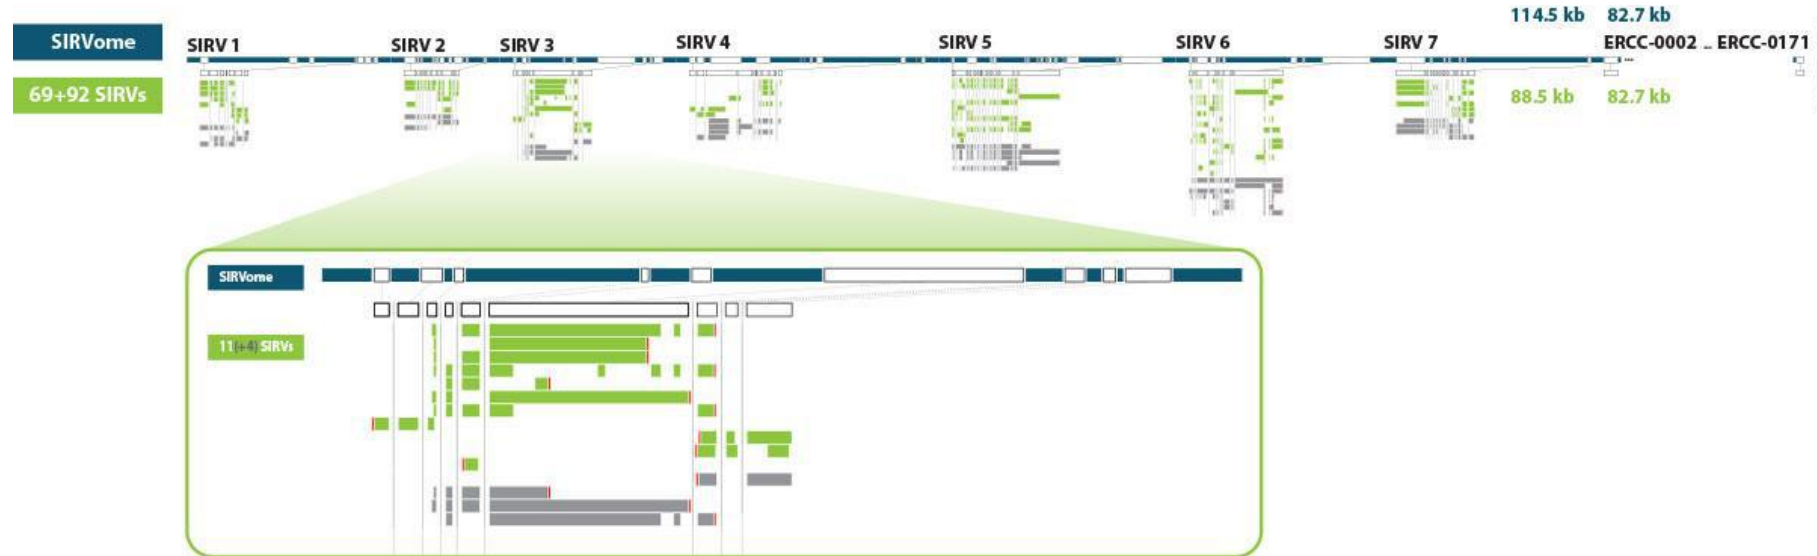 114.5 kb 82.7 kb
SIRVome SIRV 1 SIRV 2 SIRV 3 SIRV 4 SIRV 5 SIRV 6 SIRV 7 ERCC-0002 .. ERCC-0171
69+92 SIRVs 88.5 kb 82.7 kb
SIRVome
11(+4) SIRVs